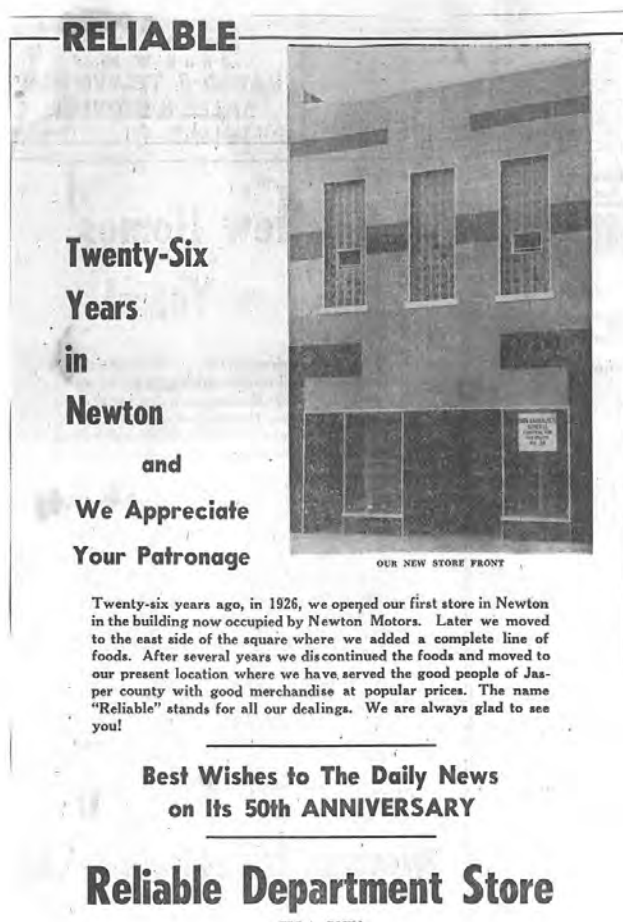 RELIABLE
Twenty-Six
Years
in
Newton
and
We Appreciate
Your Patronage
OUR NEW STORE FRONT
Twenty-six years ago, in 1926, we opened our first store in Newton
in the building now occupied by Newton Motors. Later we moved
to the east side of the square where we added a complete line of
foods. After several years we discontinued the foods and moved to
our present location where we have served the good people of Jas-
per county with good merchandise at popular prices. The name
"Reliable" stands for all our dealings. We are always glad to see
you!
Best Wishes to The Daily News
on Its 50th ANNIVERSARY
Reliable Department Store